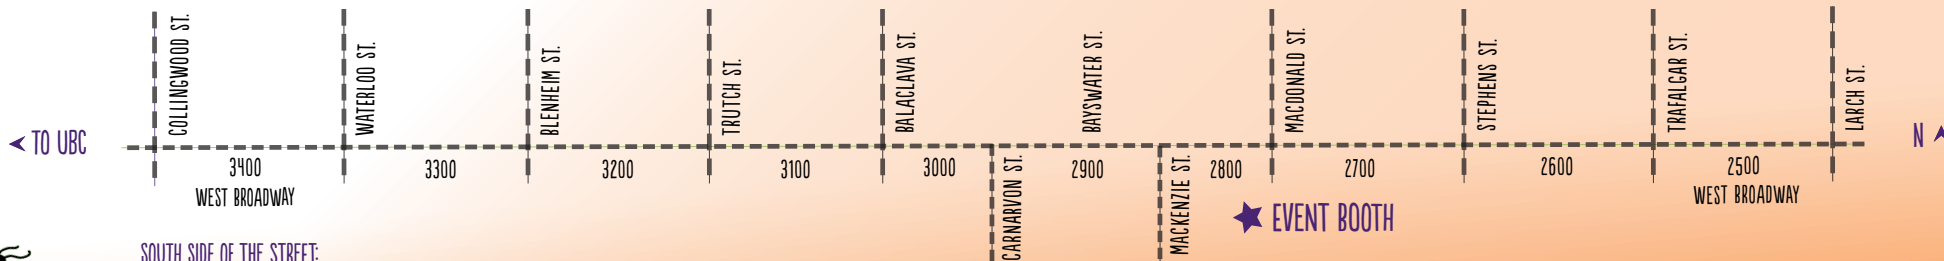 COLLINGWOOD ST.
WATERLOO ST.
BLENHEIM ST.
TRUTCH ST.
BALACLAVA ST.
BAYSWATER ST.
MACDONALD ST.
STEPHENS ST.
TRAFALGAR ST.
LARCH ST.
TO UBC
N
3400
3300
3200
3100
3000
2900
2800
2700
2600
2500
WEST BROADWAY
WEST BROADWAY
CARNARVON ST.
MACKENZIE ST.
EVENT BOOTH
SOUTH SIDE OF THE STREET: